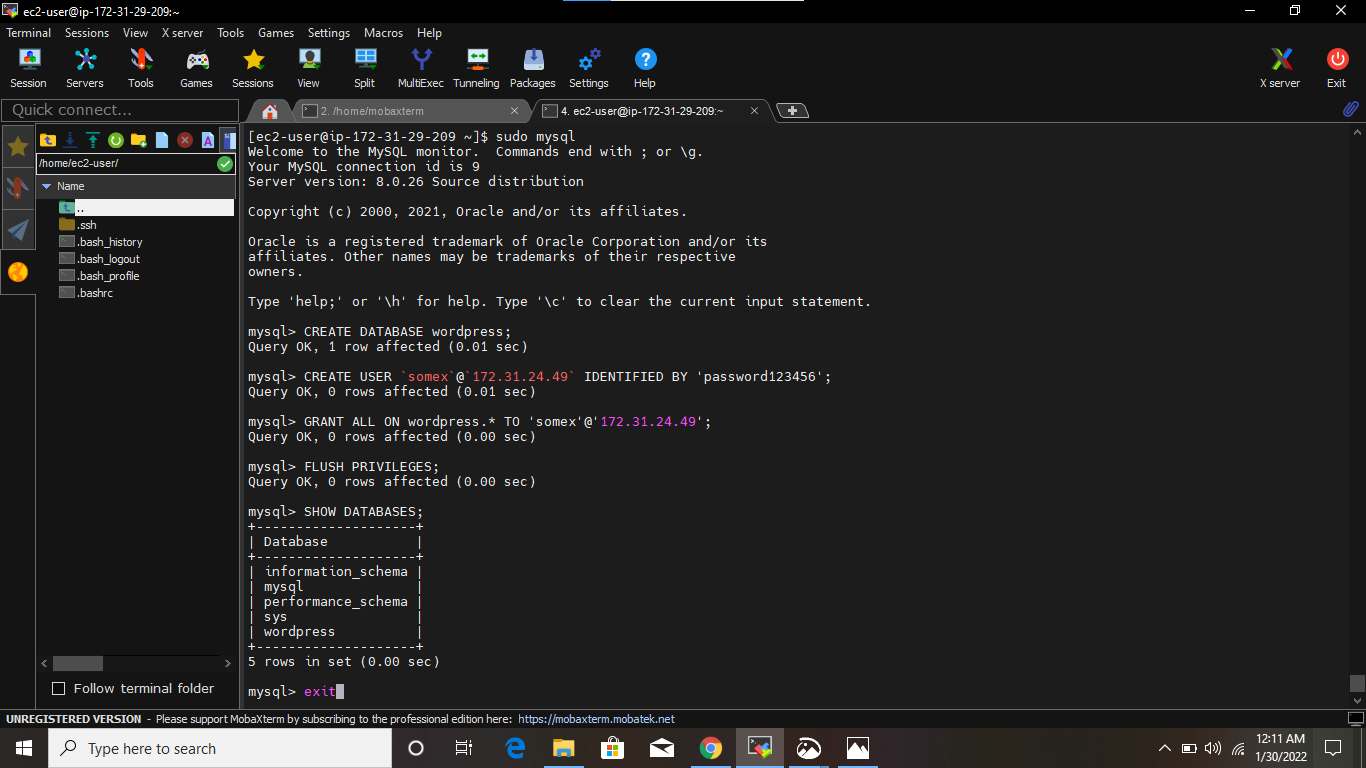 ec2-user@ip-172-31-29-209:~
Terminal Sessions View X server Tools Games Settings Macros Help
Session Servers Tools Games Sessions View Split MultiExec Tunneling Packages Settings Help X server Exit
Quick connect...
2. /home/mobaxterm
4. ec2-user@ip-172-31-29-209:~
/home/ec2-user/
Name
..
.ssh
.bash_history
.bash_logout
.bash_profile
.bashrc
Follow terminal folder
[ec2-user@ip-172-31-29-209 ~]$ sudo mysql
Welcome to the MySQL monitor.  Commands end with ; or \g.
Your MySQL connection id is 9
Server version: 8.0.26 Source distribution
Copyright (c) 2000, 2021, Oracle and/or its affiliates.
Oracle is a registered trademark of Oracle Corporation and/or its
affiliates. Other names may be trademarks of their respective
owners.
Type 'help;' or '\h' for help. Type '\c' to clear the current input statement.
mysql> CREATE DATABASE wordpress;
Query OK, 1 row affected (0.01 sec)
mysql> CREATE USER `somex`@`172.31.24.49` IDENTIFIED BY 'password123456';
Query OK, 0 rows affected (0.01 sec)
mysql> GRANT ALL ON wordpress.* TO 'somex'@'172.31.24.49';
Query OK, 0 rows affected (0.00 sec)
mysql> FLUSH PRIVILEGES;
Query OK, 0 rows affected (0.00 sec)
mysql> SHOW DATABASES;
+--------------------+
| Database           |
+--------------------+
| information_schema |
| mysql              |
| performance_schema |
| sys                |
| wordpress          |
+--------------------+
5 rows in set (0.00 sec)
mysql> exit
UNREGISTERED VERSION - Please support MobaXterm by subscribing to the professional edition here: https://mobaxterm.mobatek.net
Type here to search
12:11 AM
1/30/2022